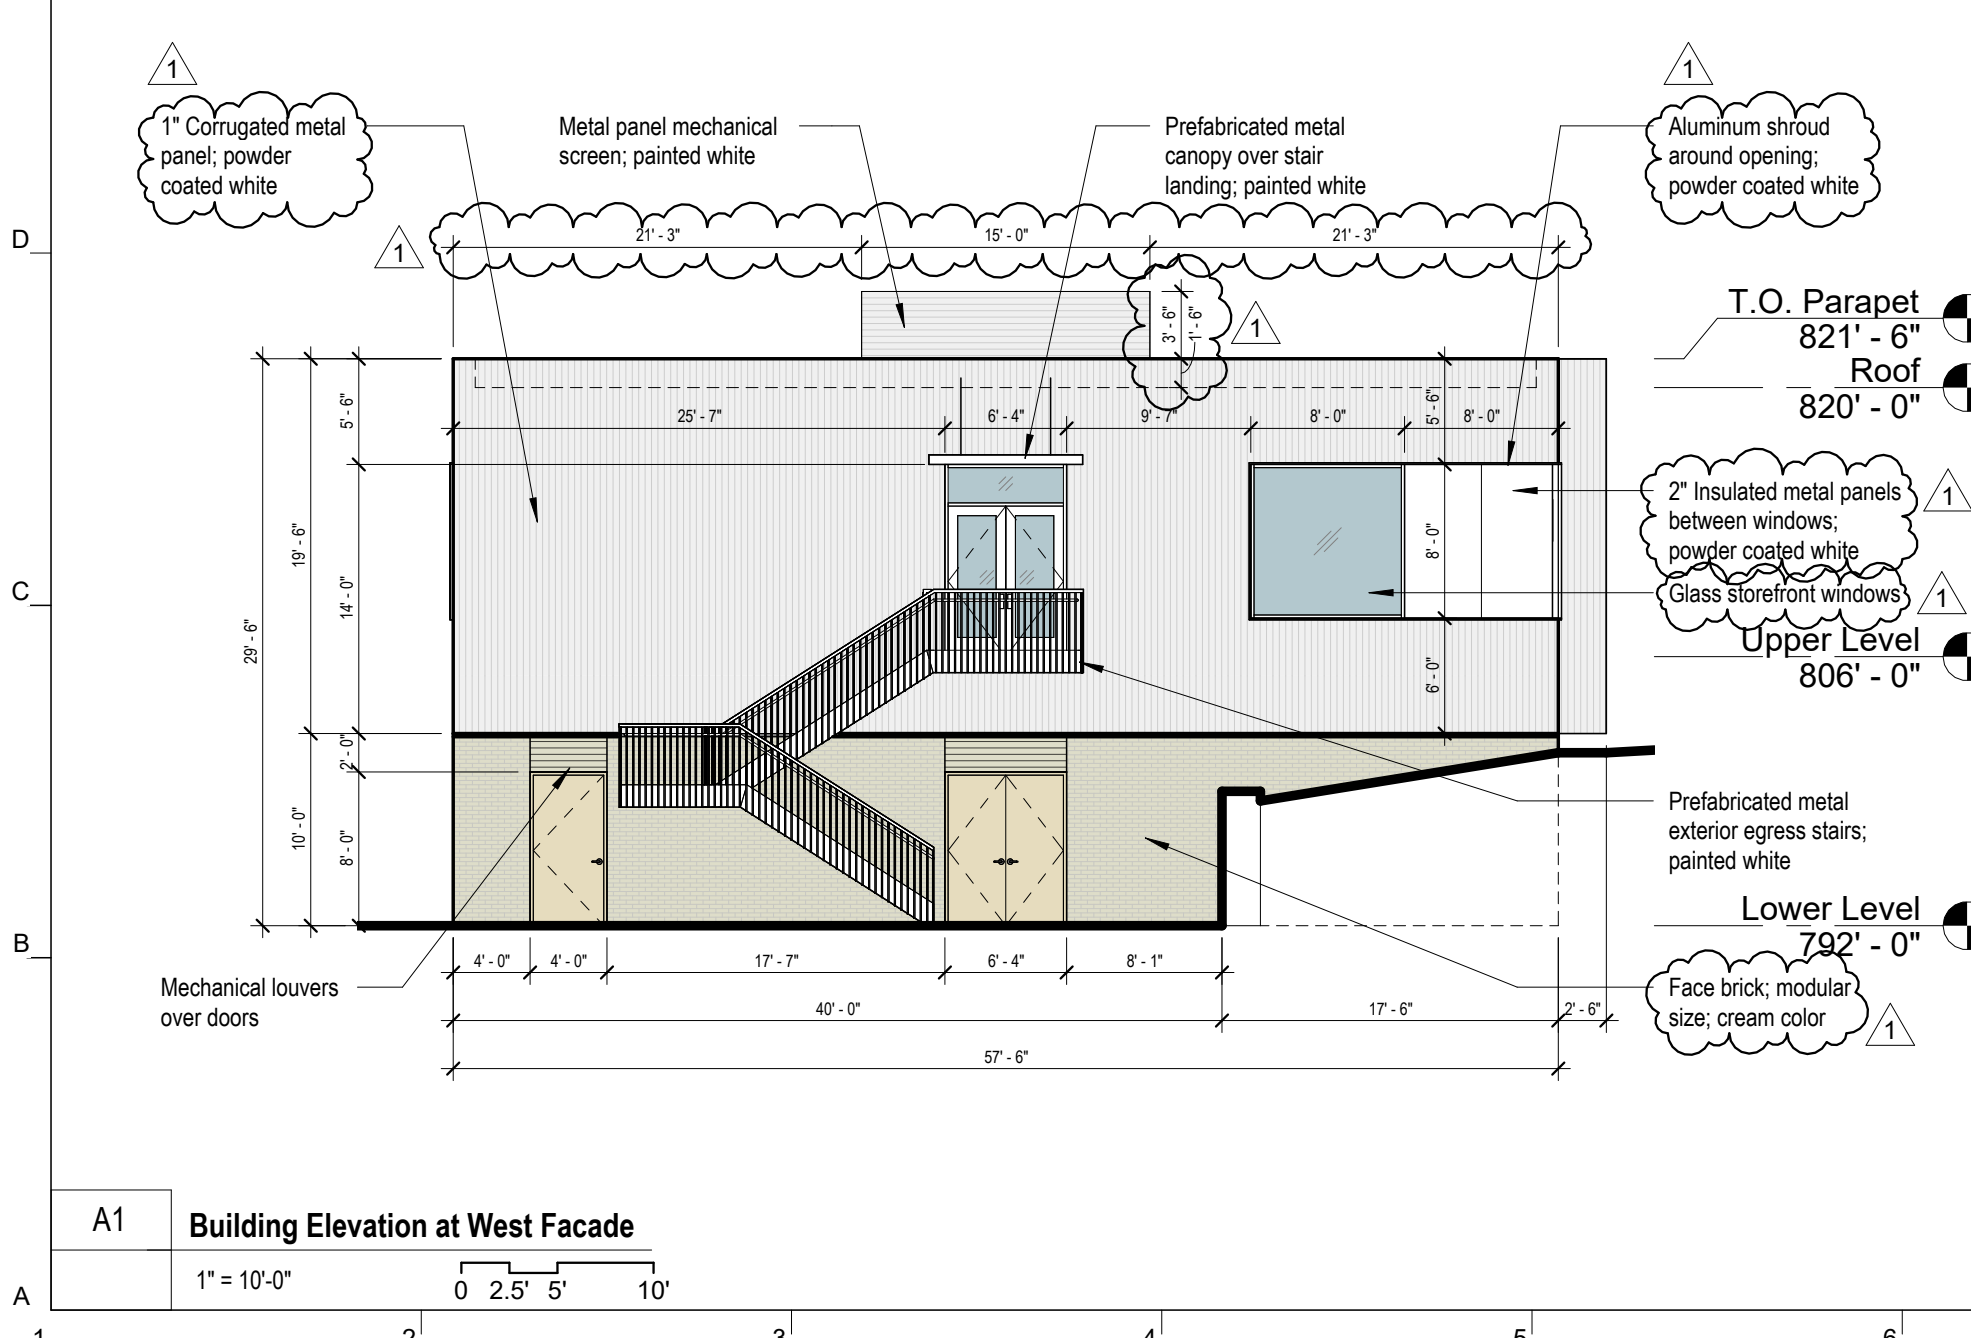 1
1" Corrugated metal
panel; powder
coated white
Metal panel mechanical
screen; painted white
Prefabricated metal
canopy over stair
landing; painted white
1
Aluminum shroud
around opening;
powder coated white
D
1
21' - 3"
15' - 0"
21' - 3"
3' - 6"
1' - 6"
1
T.O. Parapet
821' - 6"
Roof
820' - 0"
5' - 6"
25' - 7"
6' - 4"
9' - 7"
8' - 0"
5' - 6"
8' - 0"
2" Insulated metal panels
between windows;
powder coated white
1
Glass storefront windows
1
C
29' - 6"
19' - 6"
14' - 0"
8' - 0"
6' - 0"
Upper Level
806' - 0"
2' - 0"
10' - 0"
8' - 0"
Prefabricated metal
exterior egress stairs;
painted white
Lower Level
792' - 0"
B
Mechanical louvers
over doors
4' - 0"
4' - 0"
17' - 7"
6' - 4"
8' - 1"
40' - 0"
17' - 6"
2' - 6"
57' - 6"
Face brick; modular
size; cream color
1
A1
Building Elevation at West Facade
1" = 10'-0"
0 2.5' 5' 10'
A
1 2 3 4 5 6